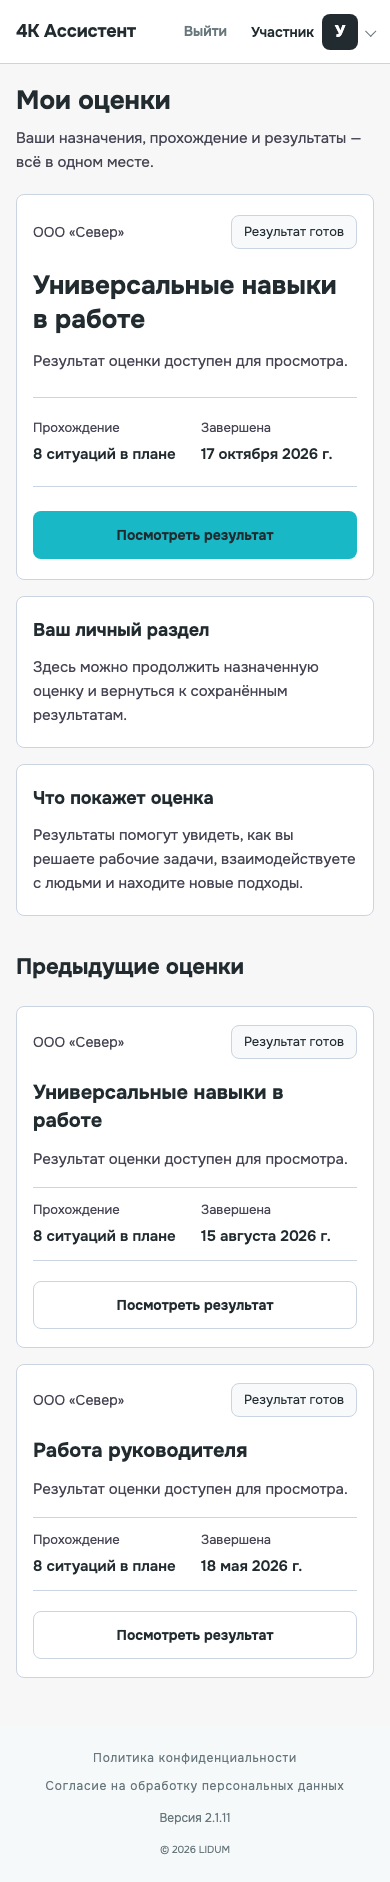 4K Ассистент
Выйти
Участник
У
Мои оценки
Ваши назначения, прохождение и результаты —
всё в одном месте.
ООО «Север»
Результат готов
Универсальные навыки
в работе
Результат оценки доступен для просмотра.
Прохождение
Завершена
8 ситуаций в плане
17 октября 2026 г.
Посмотреть результат
Ваш личный раздел
Здесь можно продолжить назначенную
оценку и вернуться к сохранённым
результатам.
Что покажет оценка
Результаты помогут увидеть, как вы
решаете рабочие задачи, взаимодействуете
с людьми и находите новые подходы.
Предыдущие оценки
ООО «Север»
Результат готов
Универсальные навыки в
работе
Результат оценки доступен для просмотра.
Прохождение
Завершена
8 ситуаций в плане
15 августа 2026 г.
Посмотреть результат
ООО «Север»
Результат готов
Работа руководителя
Результат оценки доступен для просмотра.
Прохождение
Завершена
8 ситуаций в плане
18 мая 2026 г.
Посмотреть результат
Политика конфиденциальности
Согласие на обработку персональных данных
Версия 2.1.11
© 2026 LIDUM